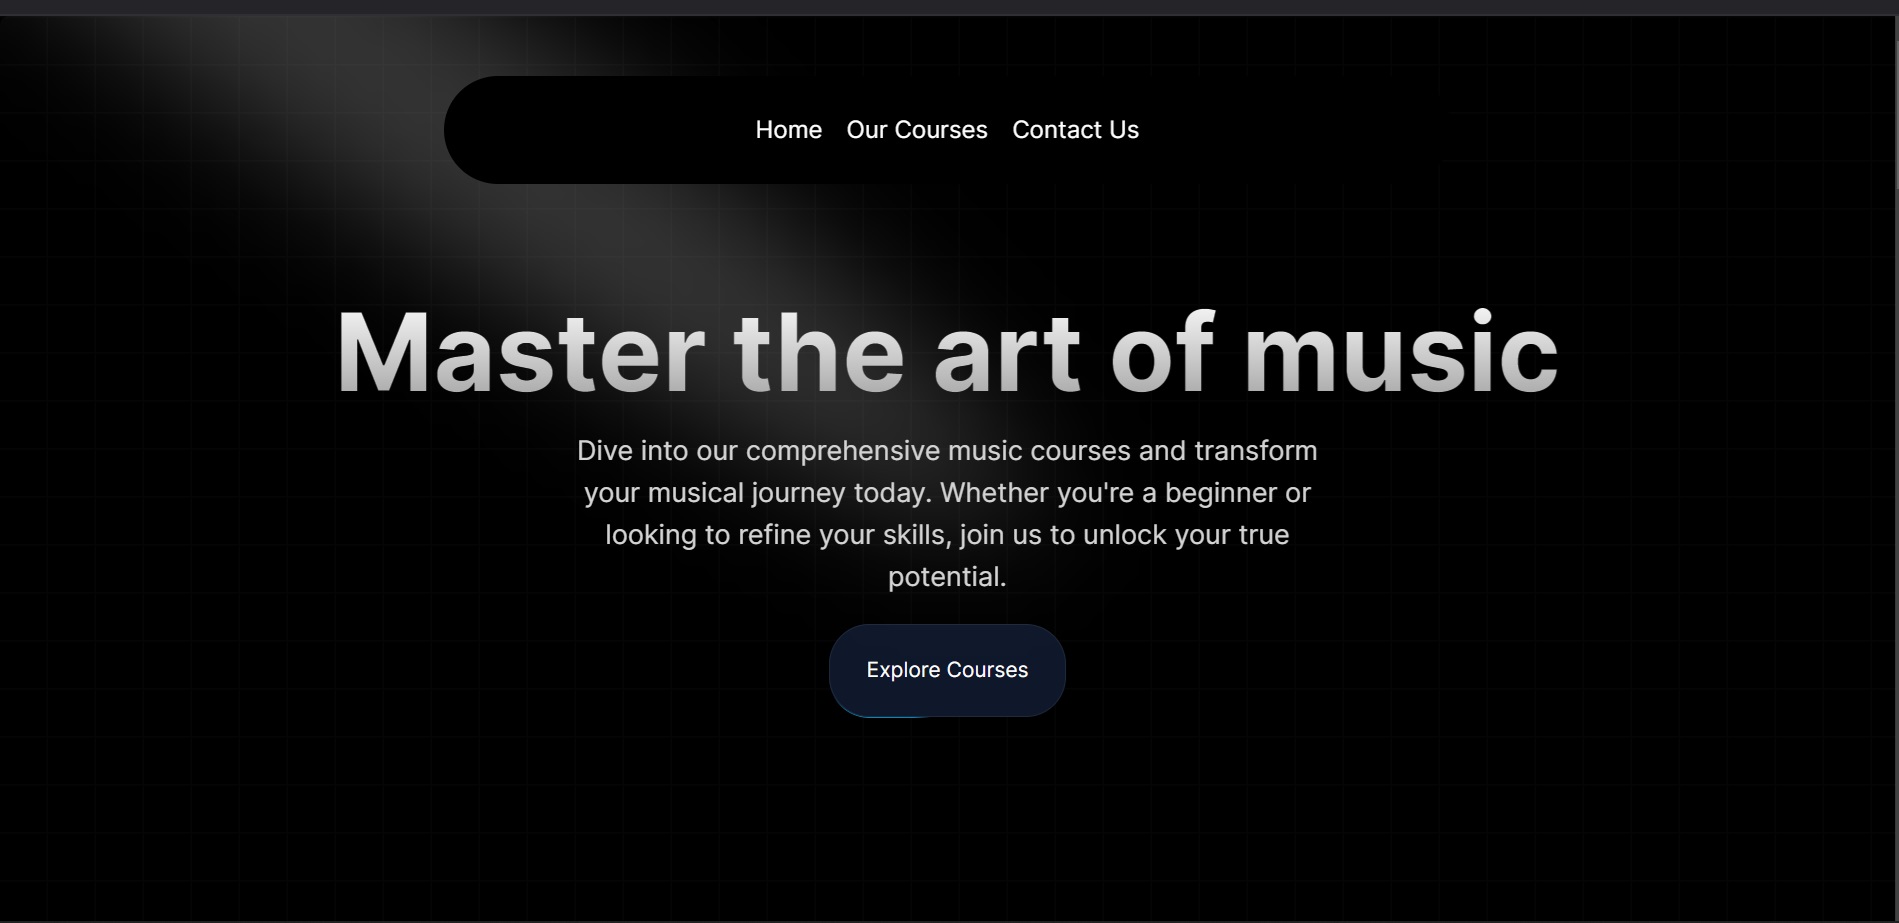 Home Our Courses Contact Us
Master the art of music
Dive into our comprehensive music courses and transform
your musical journey today. Whether you're a beginner or
looking to refine your skills, join us to unlock your true
potential.
Explore Courses